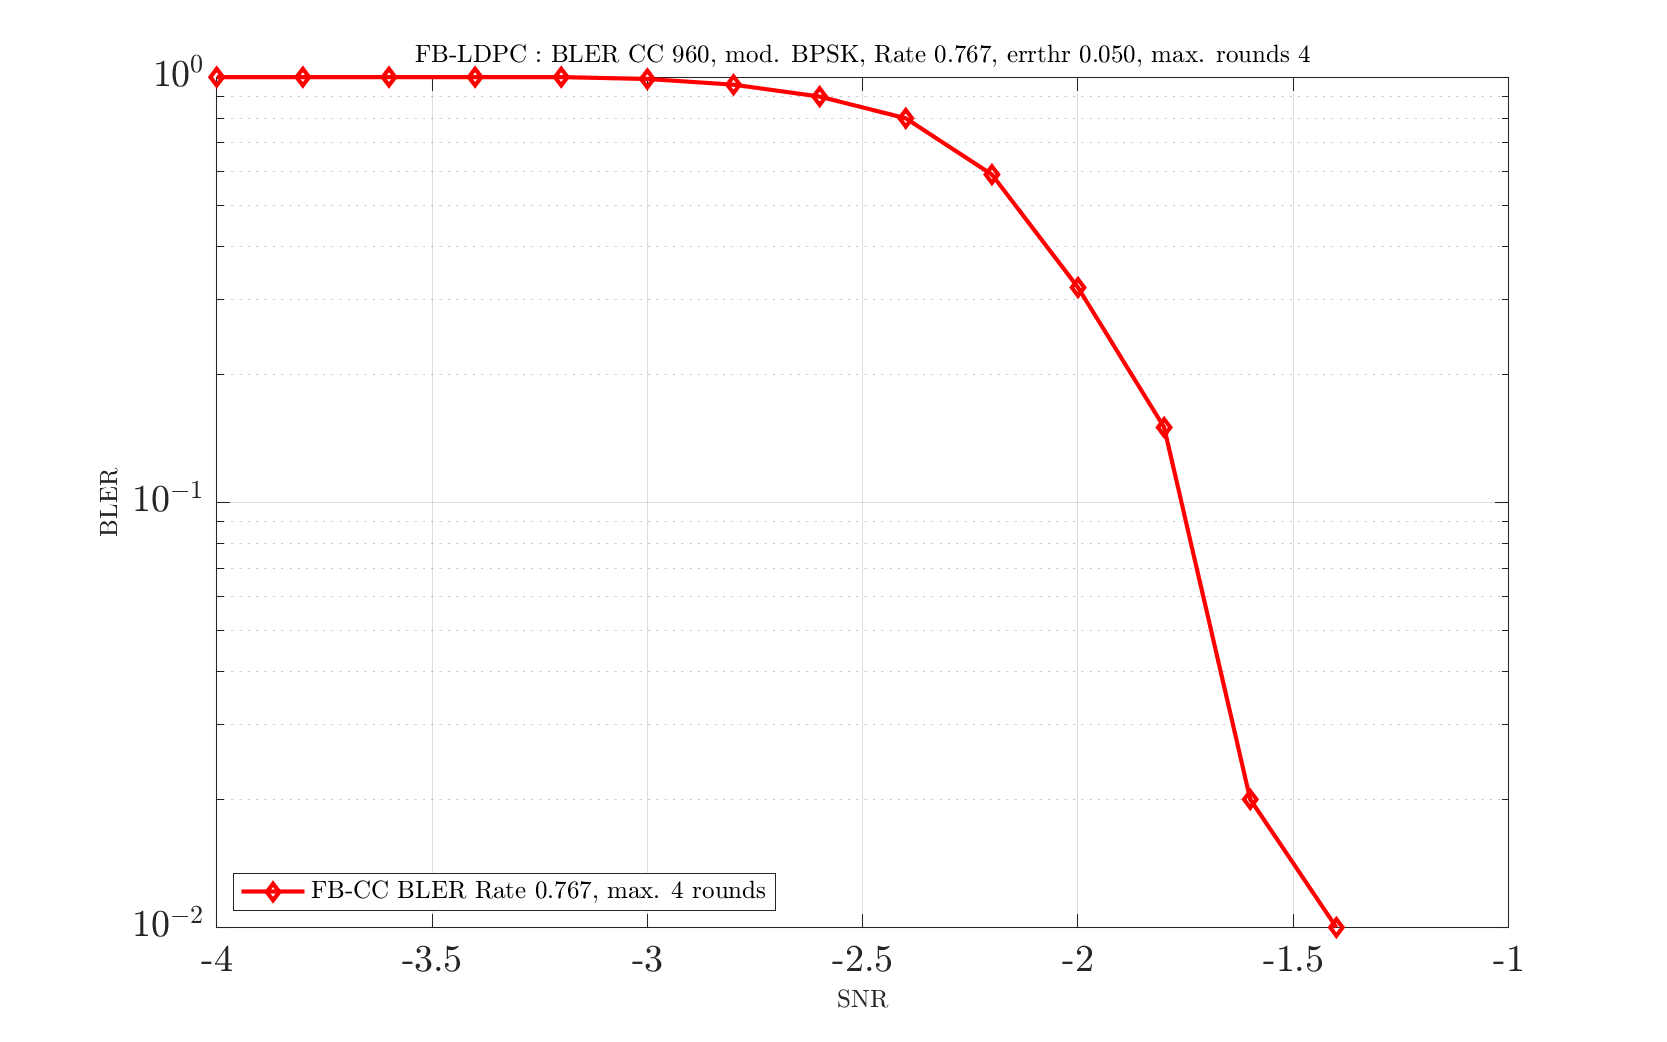 FB-LDPC : BLER CC 960, mod. BPSK, Rate 0.767, errthr 0.050, max. rounds 4
10^0
10^{-1}
10^{-2}
BLER
FB-CC BLER Rate 0.767, max. 4 rounds
-4 -3.5 -3 -2.5 -2 -1.5 -1
SNR